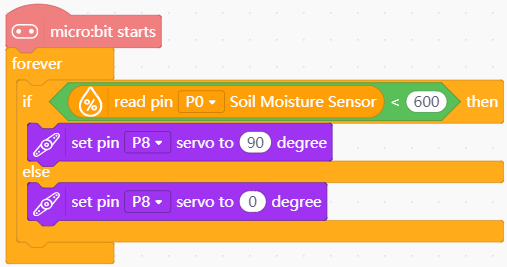 micro:bit starts
forever
if read pin P0 Soil Moisture Sensor < 600 then
set pin P8 servo to 90 degree
else
set pin P8 servo to 0 degree